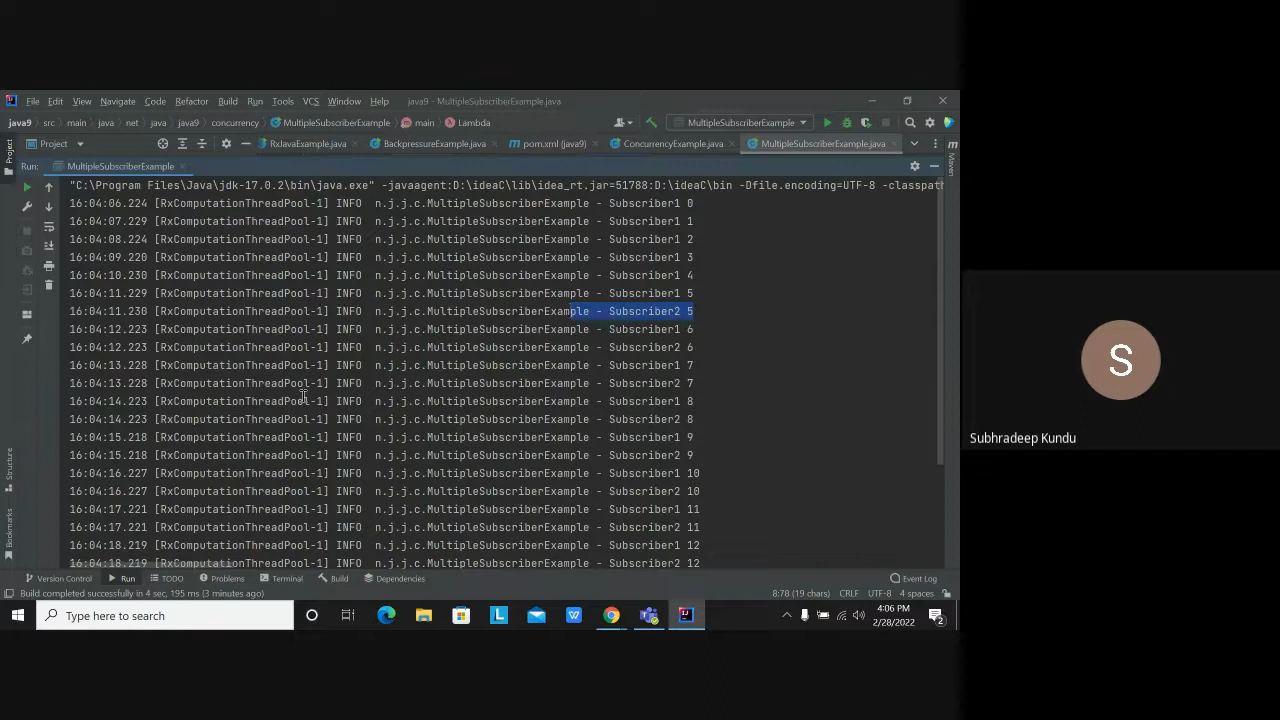 File Edit View Navigate Code Refactor Build Run Tools VCS Window Help java9 - MultipleSubscriberExample.java
java9 src main java net java java9 concurrency MultipleSubscriberExample main Lambda MultipleSubscriberExample
Project RxJavaExample.java BackpressureExample.java pom.xml (java9) ConcurrencyExample.java MultipleSubscriberExample.java
Run: MultipleSubscriberExample
"C:\Program Files\Java\jdk-17.0.2\bin\java.exe" -javaagent:D:\ideaC\lib\idea_rt.jar=51788:D:\ideaC\bin -Dfile.encoding=UTF-8 -classpath
16:04:06.224 [RxComputationThreadPool-1] INFO n.j.j.c.MultipleSubscriberExample - Subscriber1 0
16:04:07.229 [RxComputationThreadPool-1] INFO n.j.j.c.MultipleSubscriberExample - Subscriber1 1
16:04:08.224 [RxComputationThreadPool-1] INFO n.j.j.c.MultipleSubscriberExample - Subscriber1 2
16:04:09.220 [RxComputationThreadPool-1] INFO n.j.j.c.MultipleSubscriberExample - Subscriber1 3
16:04:10.230 [RxComputationThreadPool-1] INFO n.j.j.c.MultipleSubscriberExample - Subscriber1 4
16:04:11.229 [RxComputationThreadPool-1] INFO n.j.j.c.MultipleSubscriberExample - Subscriber1 5
16:04:11.230 [RxComputationThreadPool-1] INFO n.j.j.c.MultipleSubscriberExample - Subscriber2 5
16:04:12.223 [RxComputationThreadPool-1] INFO n.j.j.c.MultipleSubscriberExample - Subscriber1 6
16:04:12.223 [RxComputationThreadPool-1] INFO n.j.j.c.MultipleSubscriberExample - Subscriber2 6
16:04:13.228 [RxComputationThreadPool-1] INFO n.j.j.c.MultipleSubscriberExample - Subscriber1 7
16:04:13.228 [RxComputationThreadPool-1] INFO n.j.j.c.MultipleSubscriberExample - Subscriber2 7
16:04:14.223 [RxComputationThreadPool-1] INFO n.j.j.c.MultipleSubscriberExample - Subscriber1 8
16:04:14.223 [RxComputationThreadPool-1] INFO n.j.j.c.MultipleSubscriberExample - Subscriber2 8
16:04:15.218 [RxComputationThreadPool-1] INFO n.j.j.c.MultipleSubscriberExample - Subscriber1 9
16:04:15.218 [RxComputationThreadPool-1] INFO n.j.j.c.MultipleSubscriberExample - Subscriber2 9
16:04:16.227 [RxComputationThreadPool-1] INFO n.j.j.c.MultipleSubscriberExample - Subscriber1 10
16:04:16.227 [RxComputationThreadPool-1] INFO n.j.j.c.MultipleSubscriberExample - Subscriber2 10
16:04:17.221 [RxComputationThreadPool-1] INFO n.j.j.c.MultipleSubscriberExample - Subscriber1 11
16:04:17.221 [RxComputationThreadPool-1] INFO n.j.j.c.MultipleSubscriberExample - Subscriber2 11
16:04:18.219 [RxComputationThreadPool-1] INFO n.j.j.c.MultipleSubscriberExample - Subscriber1 12
16:04:18.219 [RxComputationThreadPool-1] INFO n.j.j.c.MultipleSubscriberExample - Subscriber2 12
Project
Structure
Bookmarks
Maven
Version Control Run TODO Problems Terminal Build Dependencies Event Log
Build completed successfully in 4 sec, 195 ms (3 minutes ago) 8:78 (19 chars) CRLF UTF-8 4 spaces
Type here to search
L
W
4:06 PM
2/28/2022
2
S
Subhradeep Kundu